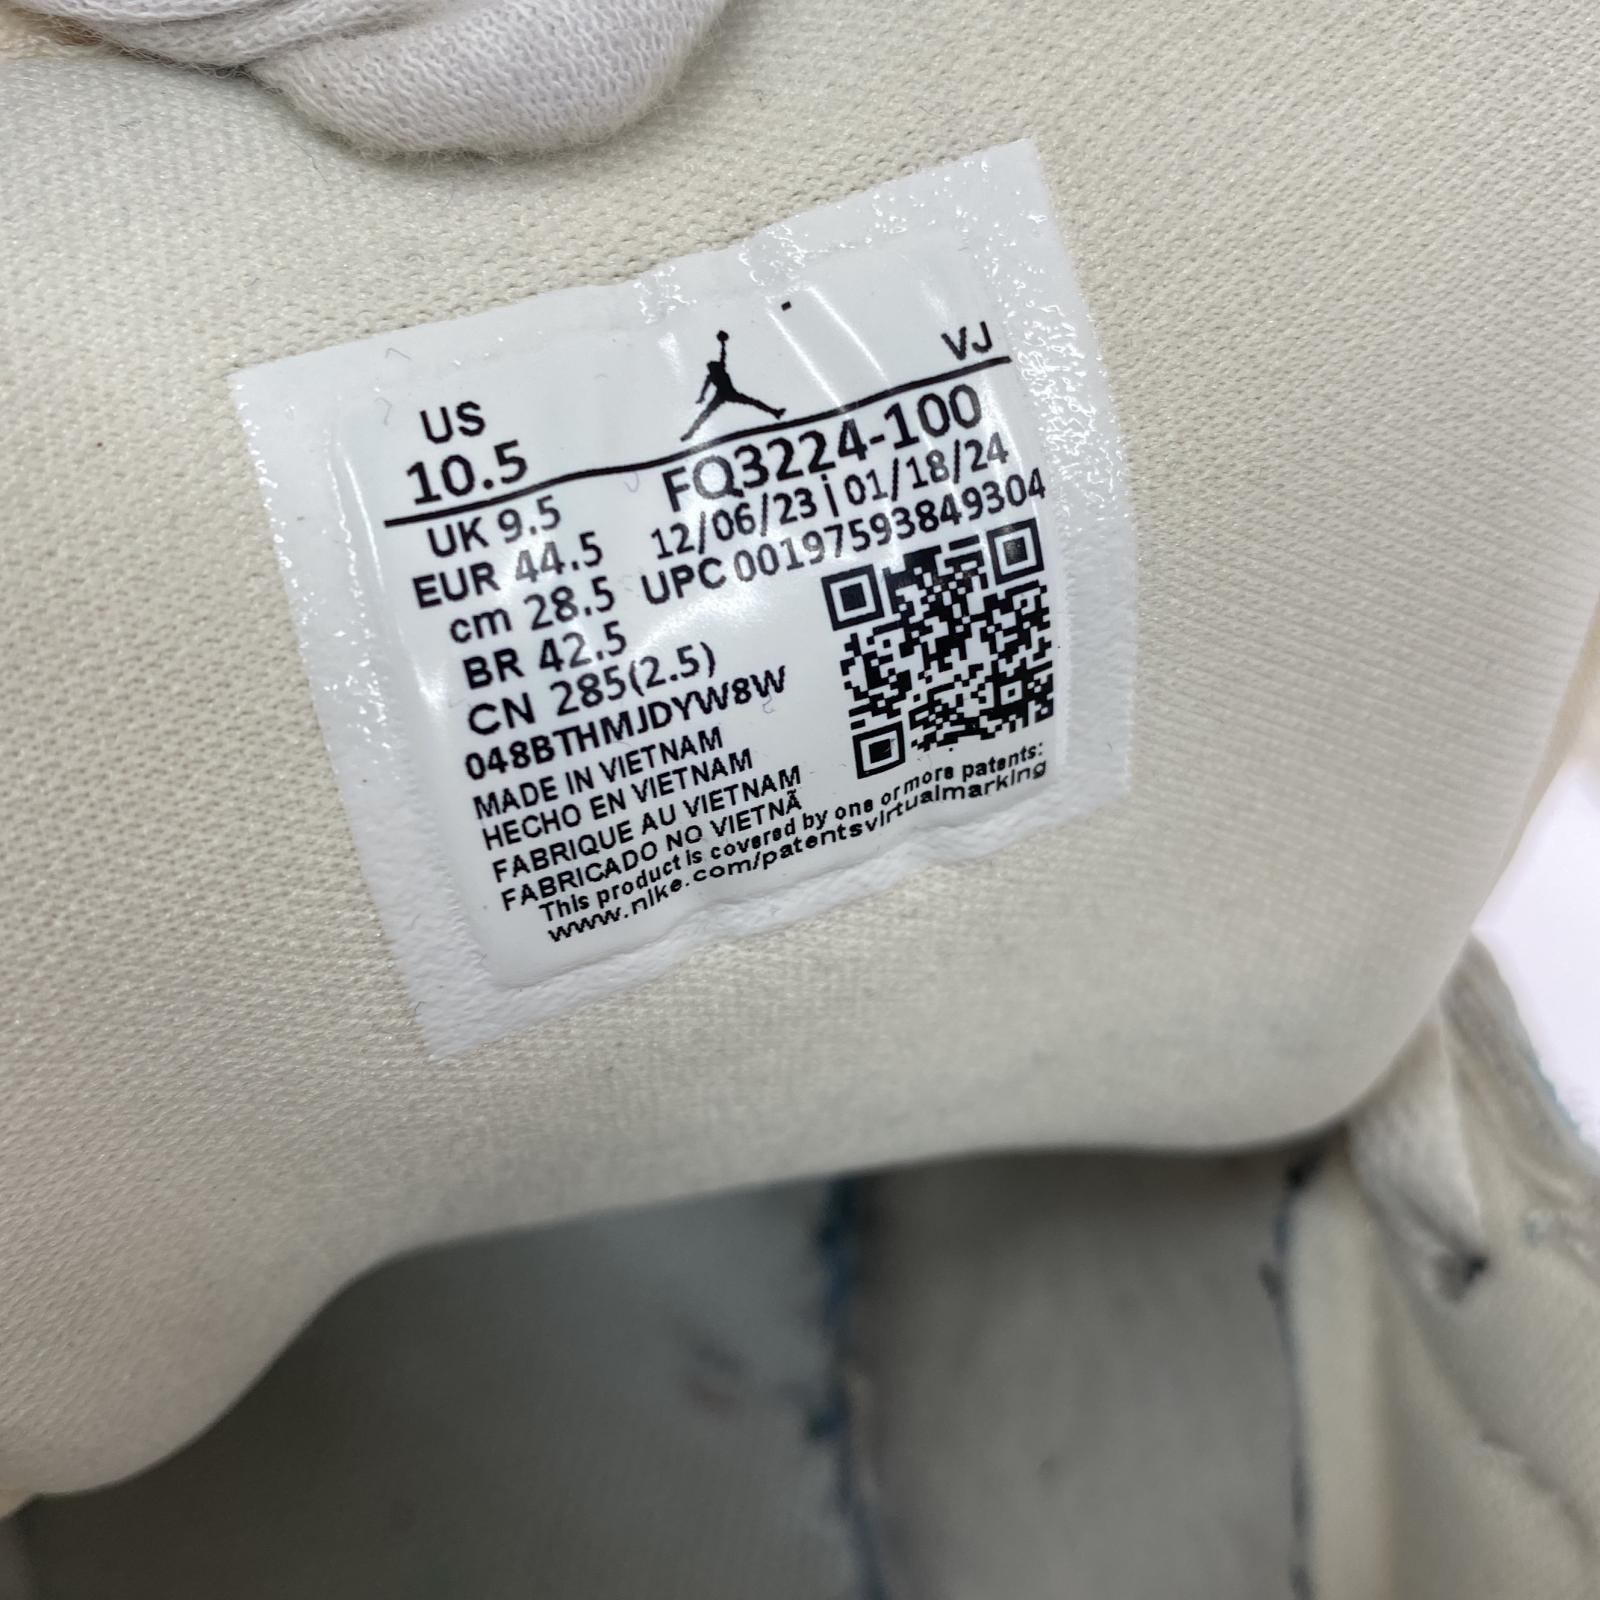 VJ
US
10.5
FQ3224-100
UK 9.5
12/06/23 | 01/18/24
EUR 44.5
UPC 00197593849304
cm 28.5
BR 42.5
CN 285(2.5)
048BTHMJDYW8W
MADE IN VIETNAM
HECHO EN VIETNAM
FABRIQUE AU VIETNAM
FABRICADO NO VIETNÃ
This product is covered by one or more patents:
www.nike.com/patentsvirtualmarking